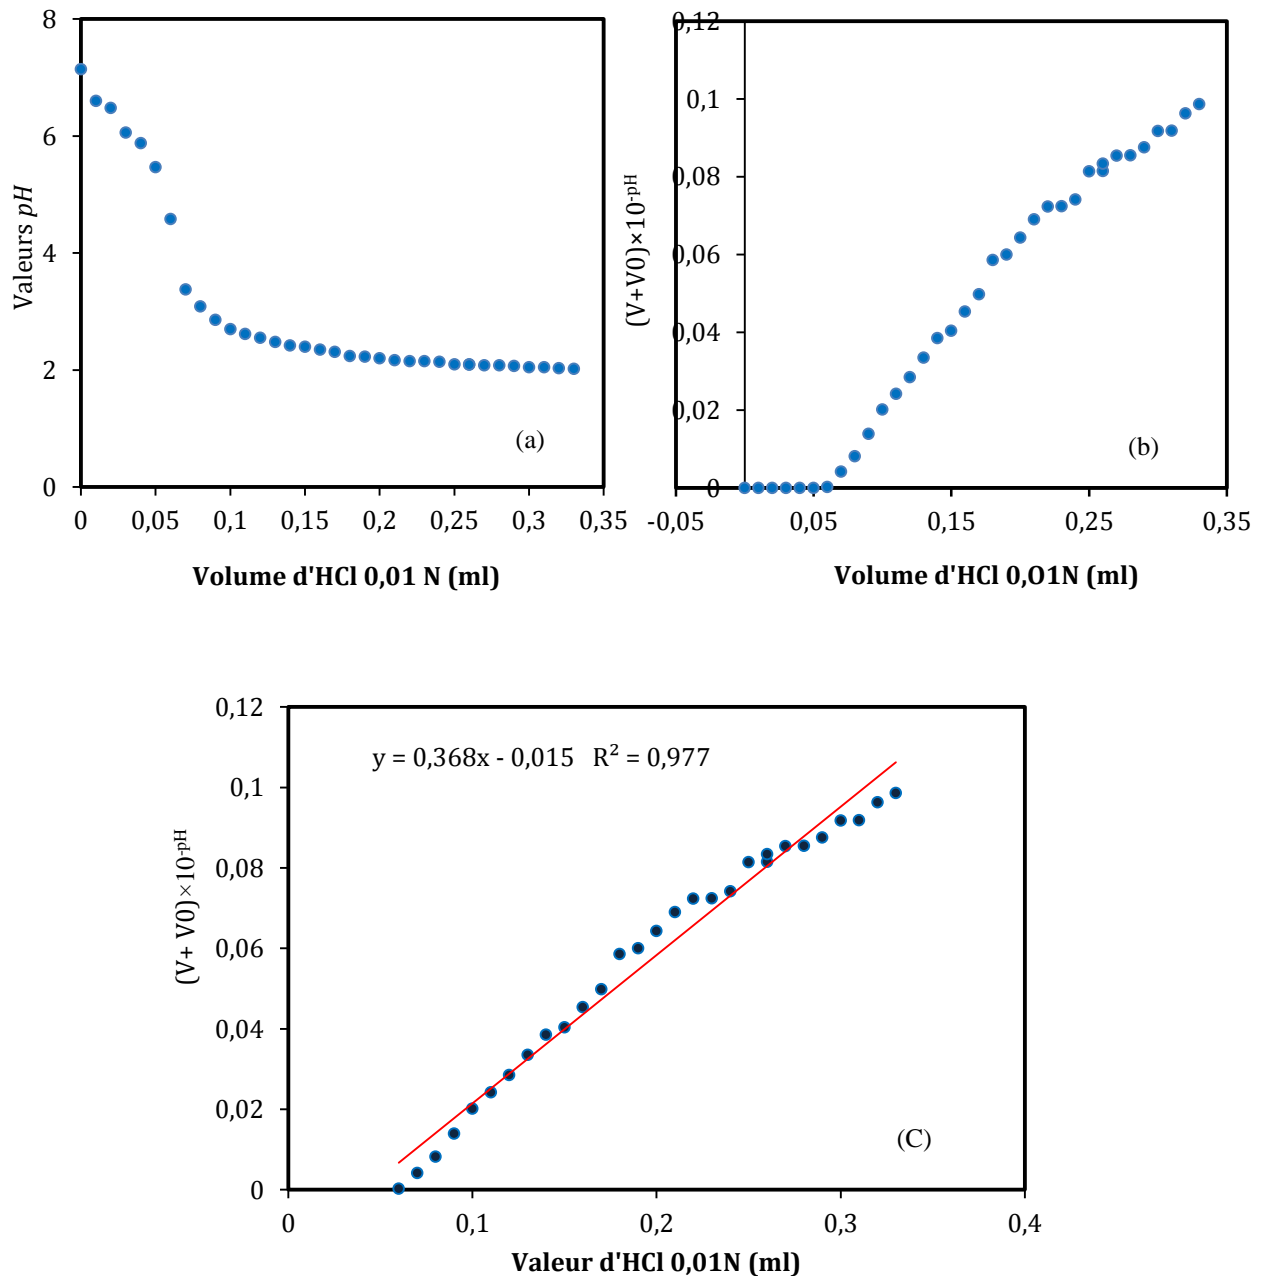 8
6
4
2
0
0 0,05 0,1 0,15 0,2 0,25 0,3 0,35
Valeurs pH
(a)
Volume d'HCl 0,01 N (ml)
0,12
0,1
0,08
0,06
0,04
0,02
0
-0,05 0,05 0,15 0,25 0,35
(V+V0)×10-pH
(b)
Volume d'HCl 0,O1N (ml)
0,12
0,1
0,08
0,06
0,04
0,02
0
0 0,1 0,2 0,3 0,4
y = 0,368x - 0,015 R² = 0,977
(V+ V0)×10-pH
(C)
Valeur d'HCl 0,01N (ml)